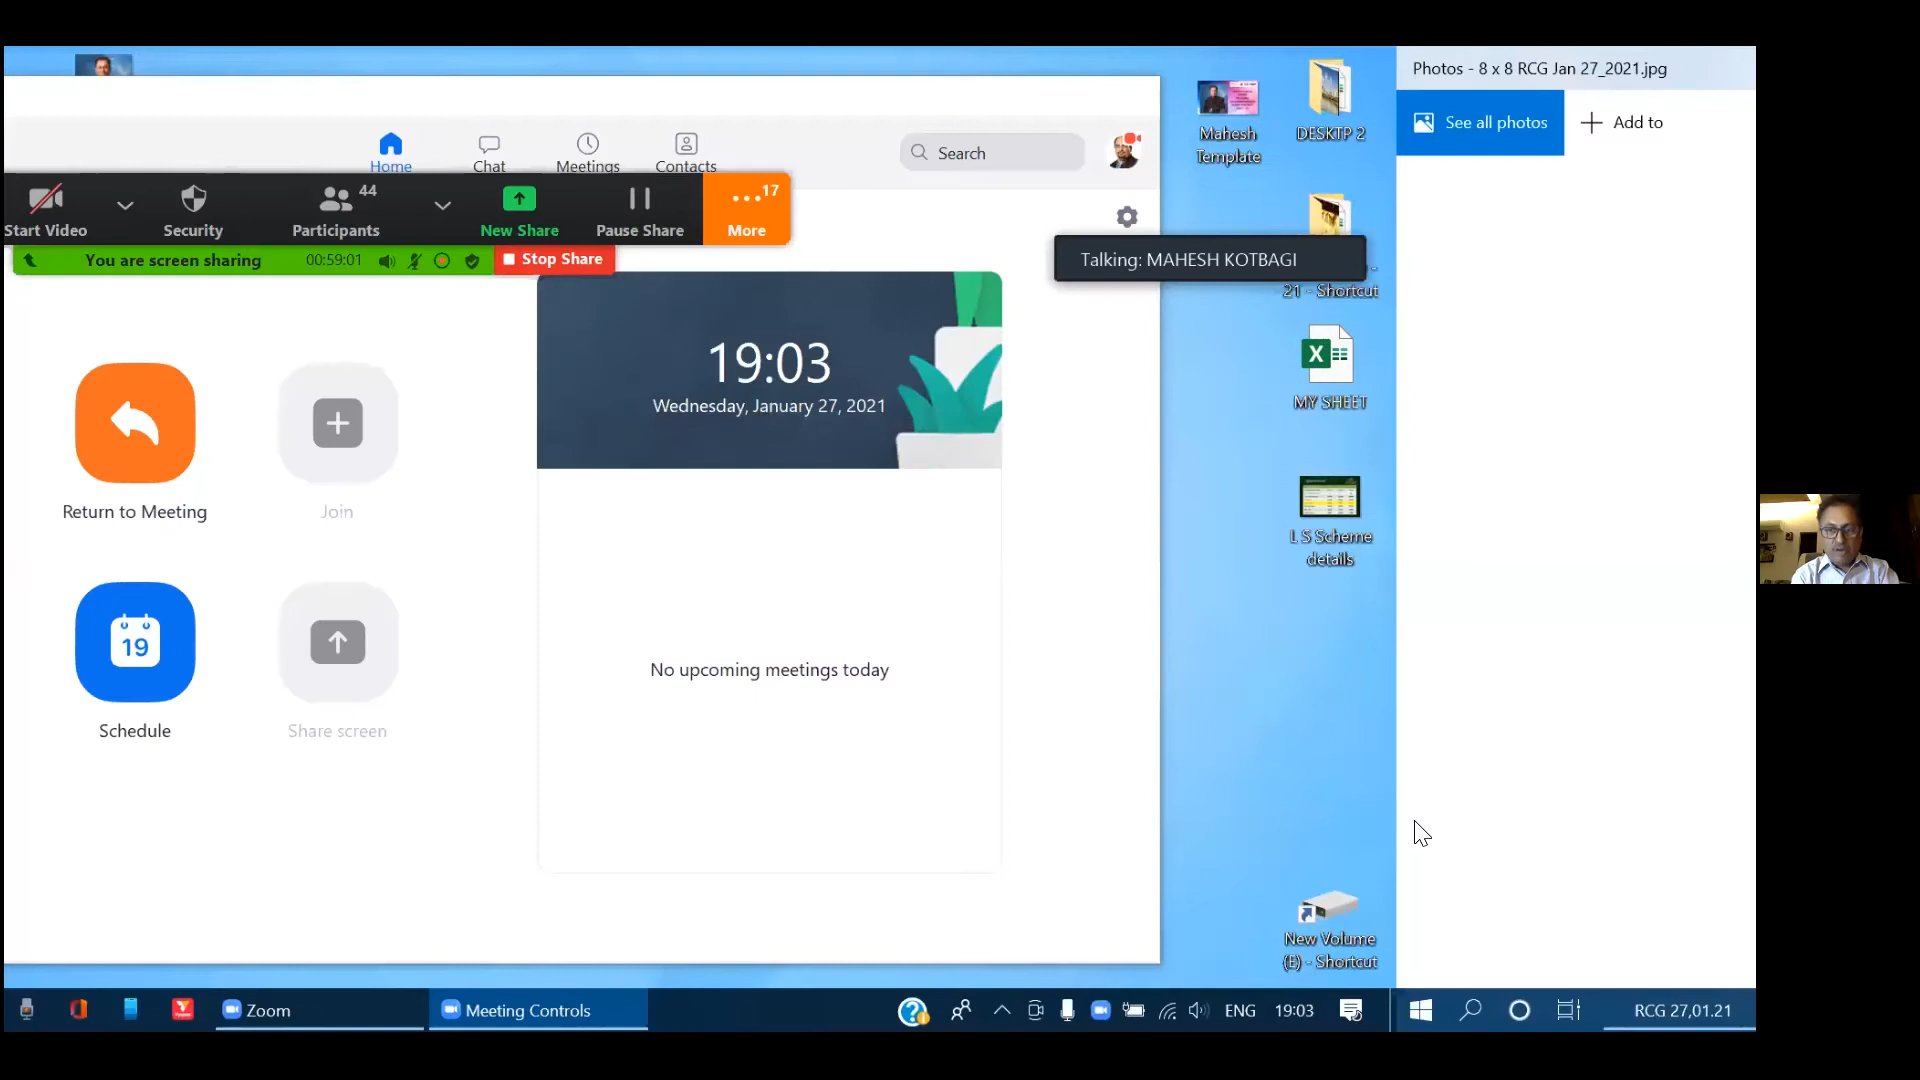 Photos - 8 x 8 RCG Jan 27_2021.jpg
See all photos
Add to
Home
Chat
Meetings
Contacts
Search
Mahesh
Template
DESKTP 2
44
17
Start Video
Security
Participants
New Share
Pause Share
More
You are screen sharing
00:59:01
Stop Share
Talking: MAHESH KOTBAGI
21 - Shortcut
19:03
Wednesday, January 27, 2021
MY SHEET
Return to Meeting
Join
L S Scheme
details
19
Schedule
Share screen
No upcoming meetings today
New Volume
(E) - Shortcut
Zoom
Meeting Controls
ENG
19:03
RCG 27,01.21